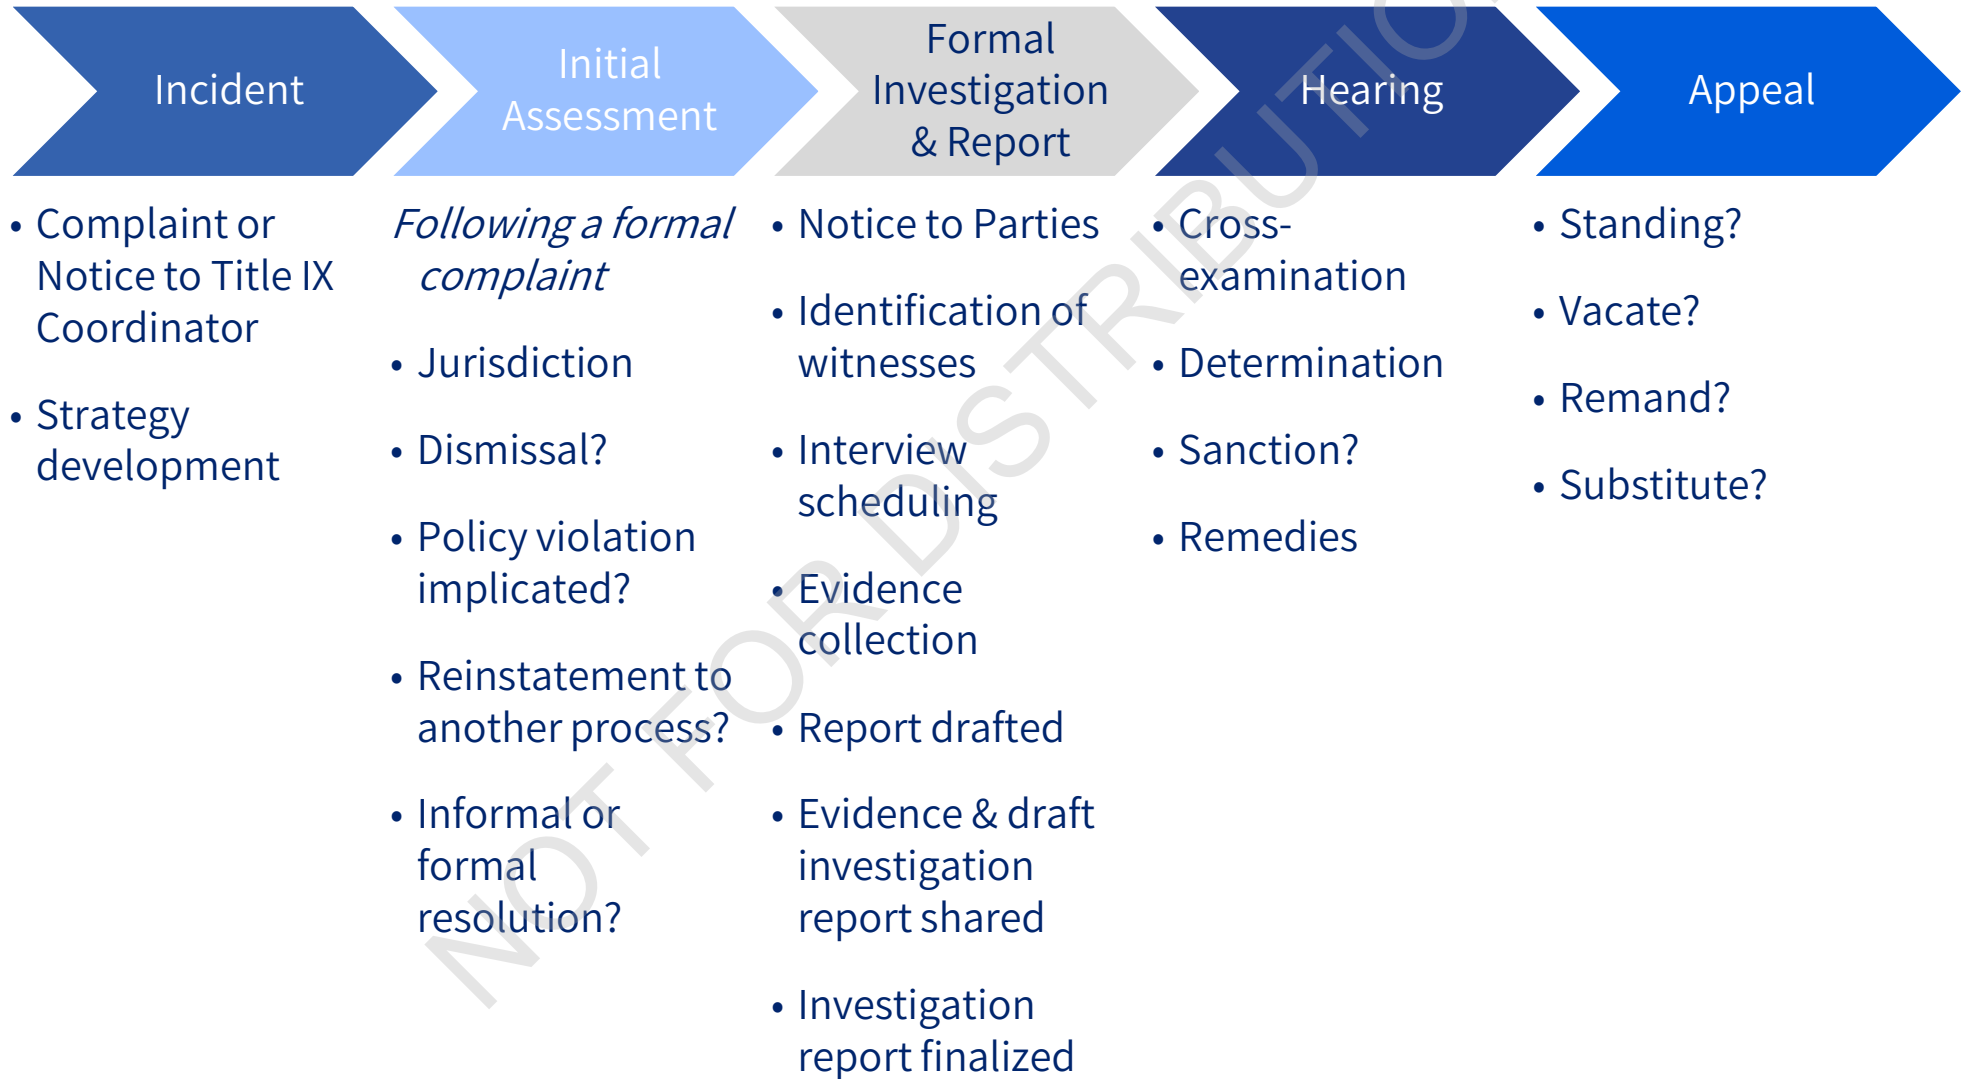 Incident
Initial
Assessment
Formal
Investigation
& Report
Hearing
Appeal
• Complaint or
Notice to Title IX
Coordinator
• Strategy
development
Following a formal
complaint
• Jurisdiction
• Dismissal?
• Policy violation
implicated?
• Reinstatement to
another process?
• Informal or
formal
resolution?
• Notice to Parties
• Identification of
witnesses
• Interview
scheduling
• Evidence
collection
• Report drafted
• Evidence & draft
investigation
report shared
• Investigation
report finalized
• Cross-
examination
• Determination
• Sanction?
• Remedies
• Standing?
• Vacate?
• Remand?
• Substitute?
NOT FOR DISTRIBUTIO